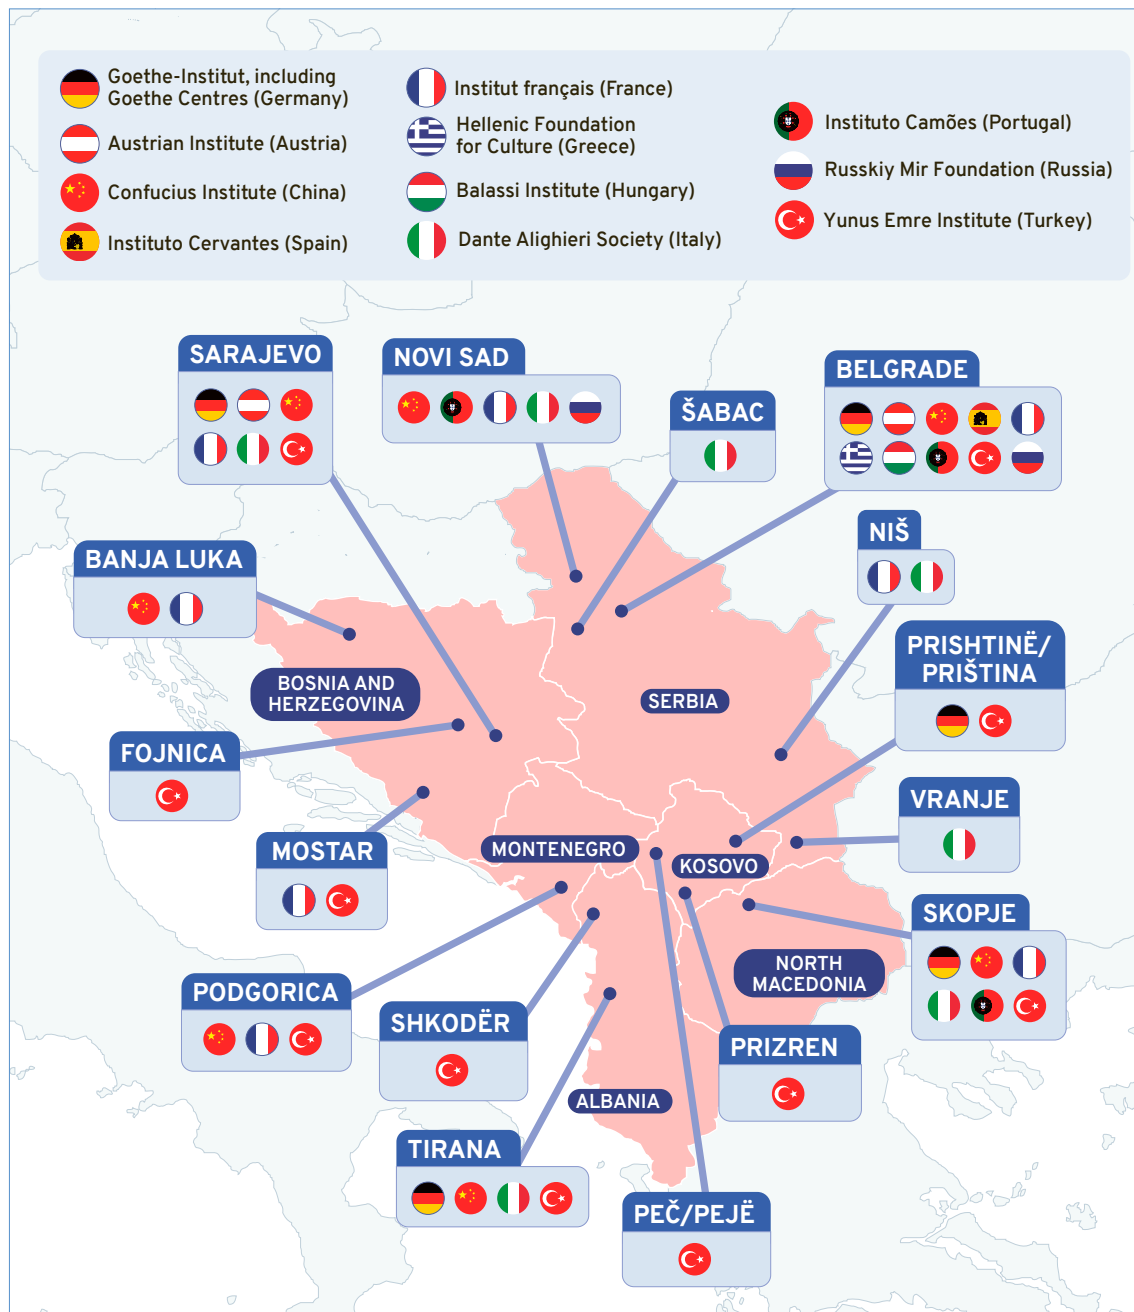 Goethe-Institut, including
Goethe Centres (Germany)
Austrian Institute (Austria)
Confucius Institute (China)
Instituto Cervantes (Spain)
Institut français (France)
Hellenic Foundation
for Culture (Greece)
Balassi Institute (Hungary)
Dante Alighieri Society (Italy)
Instituto Camões (Portugal)
Russkiy Mir Foundation (Russia)
Yunus Emre Institute (Turkey)
SARAJEVO
NOVI SAD
BELGRADE
ŠABAC
NIŠ
BANJA LUKA
PRISHTINË/
PRIŠTINA
BOSNIA AND
HERZEGOVINA
SERBIA
FOJNICA
VRANJE
MOSTAR
MONTENEGRO
KOSOVO
SKOPJE
NORTH
MACEDONIA
PODGORICA
SHKODËR
PRIZREN
ALBANIA
TIRANA
PEČ/PEJË